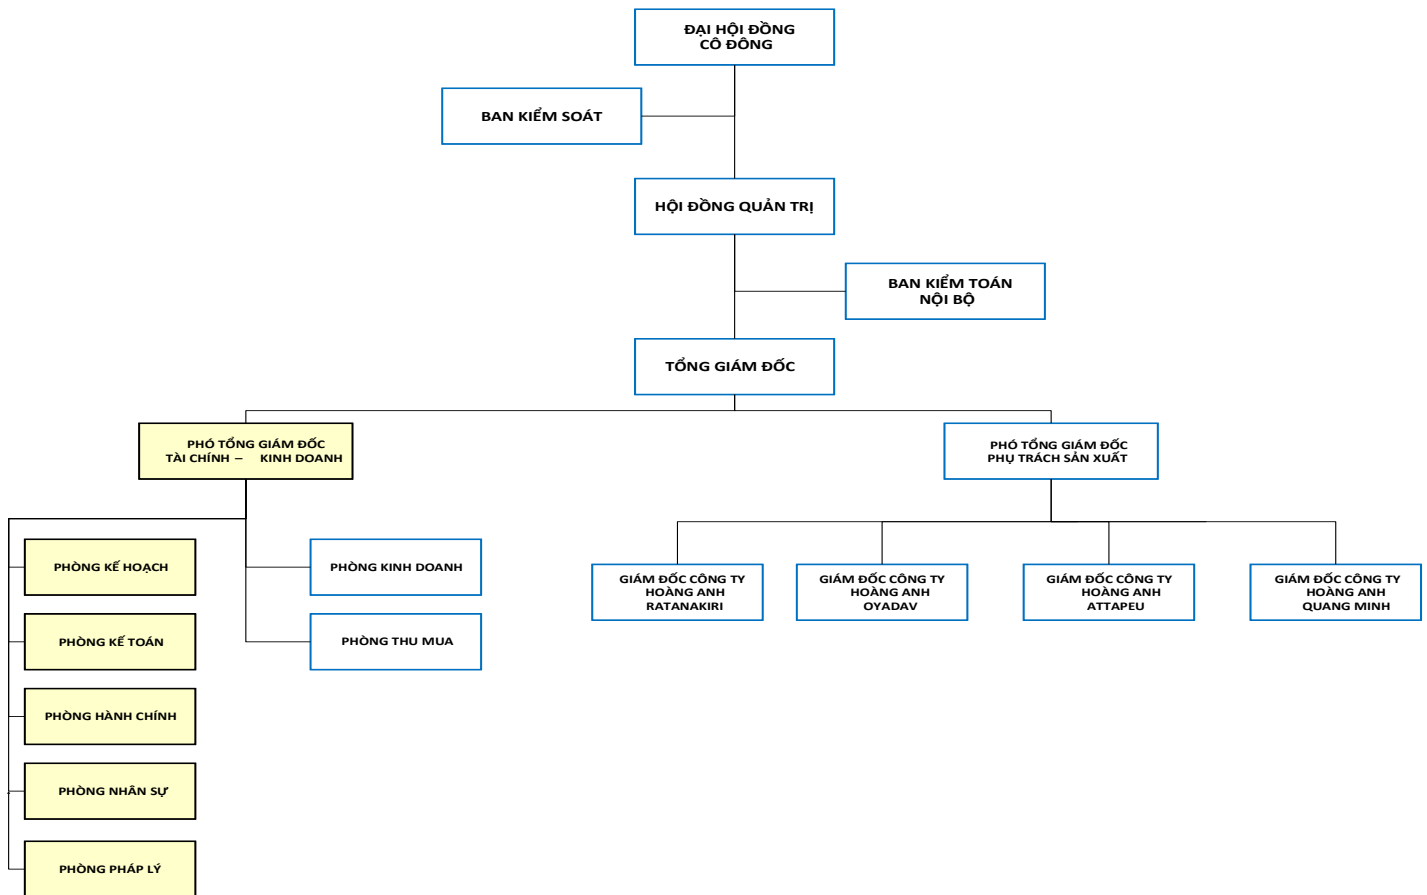 ĐẠI HỘI ĐỒNG
CÔ ĐÔNG
BAN KIỂM SOÁT
HỘI ĐỒNG QUẢN TRỊ
BAN KIỂM TOÁN
NỘI BỘ
TỔNG GIÁM ĐỐC
PHÓ TỔNG GIÁM ĐỐC
TÀI CHÍNH – KINH DOANH
PHÓ TỔNG GIÁM ĐỐC
PHỤ TRÁCH SẢN XUẤT
PHÒNG KẾ HOẠCH
PHÒNG KẾ TOÁN
PHÒNG HÀNH CHÍNH
PHÒNG NHÂN SỰ
PHÒNG PHÁP LÝ
PHÒNG KINH DOANH
PHÒNG THU MUA
GIÁM ĐỐC CÔNG TY
HOÀNG ANH
RATANAKIRI
GIÁM ĐỐC CÔNG TY
HOÀNG ANH
OYADAV
GIÁM ĐỐC CÔNG TY
HOÀNG ANH
ATTAPEU
GIÁM ĐỐC CÔNG TY
HOÀNG ANH
QUANG MINH